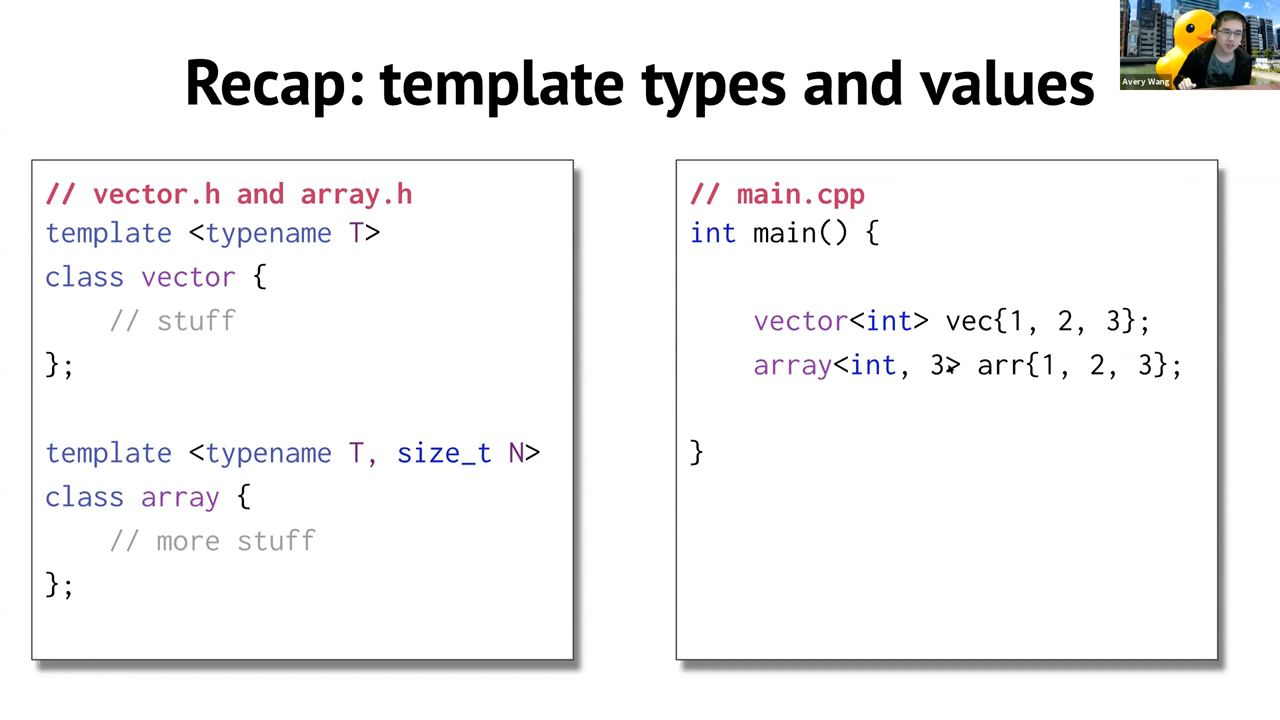 Recap: template types and values
Avery Wang
// vector.h and array.h
template <typename T>
class vector {
// stuff
};
template <typename T, size_t N>
class array {
// more stuff
};
// main.cpp
int main() {
vector<int> vec{1, 2, 3};
array<int, 3> arr{1, 2, 3};
}